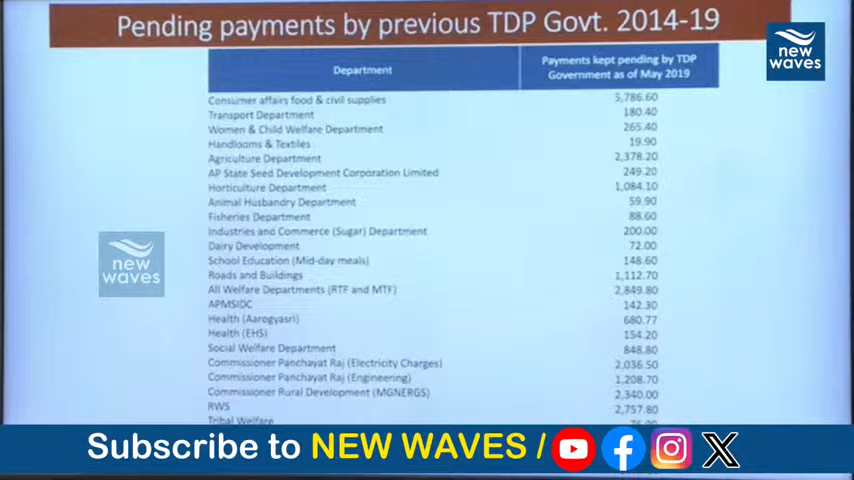 Pending payments by previous TDP Govt. 2014-19
new
waves
Department
Payments kept pending by TDP
Government as of May 2019
Consumer affairs food & civil supplies 5,786.60
Transport Department 180.40
Women & Child Welfare Department 265.40
Handlooms & Textiles 19.90
Agriculture Department 2,378.20
AP State Seed Development Corporation Limited 249.20
Horticulture Department 1,084.10
Animal Husbandry Department 59.90
Fisheries Department 88.60
Industries and Commerce (Sugar) Department 200.00
Dairy Development 72.00
School Education (Mid-day meals) 148.60
Roads and Buildings 1,112.70
All Welfare Departments (RTF and MTF) 2,849.80
APMSIDC 142.30
Health (Aarogyasri) 680.77
Health (EHS) 154.20
Social Welfare Department 848.80
Commissioner Panchayat Raj (Electricity Charges) 2,036.50
Commissioner Panchayat Raj (Engineering) 1,208.70
Commissioner Rural Development (MGNERGS) 2,340.00
RWS 2,757.80
Tribal Welfare
new
waves
Subscribe to NEW WAVES /